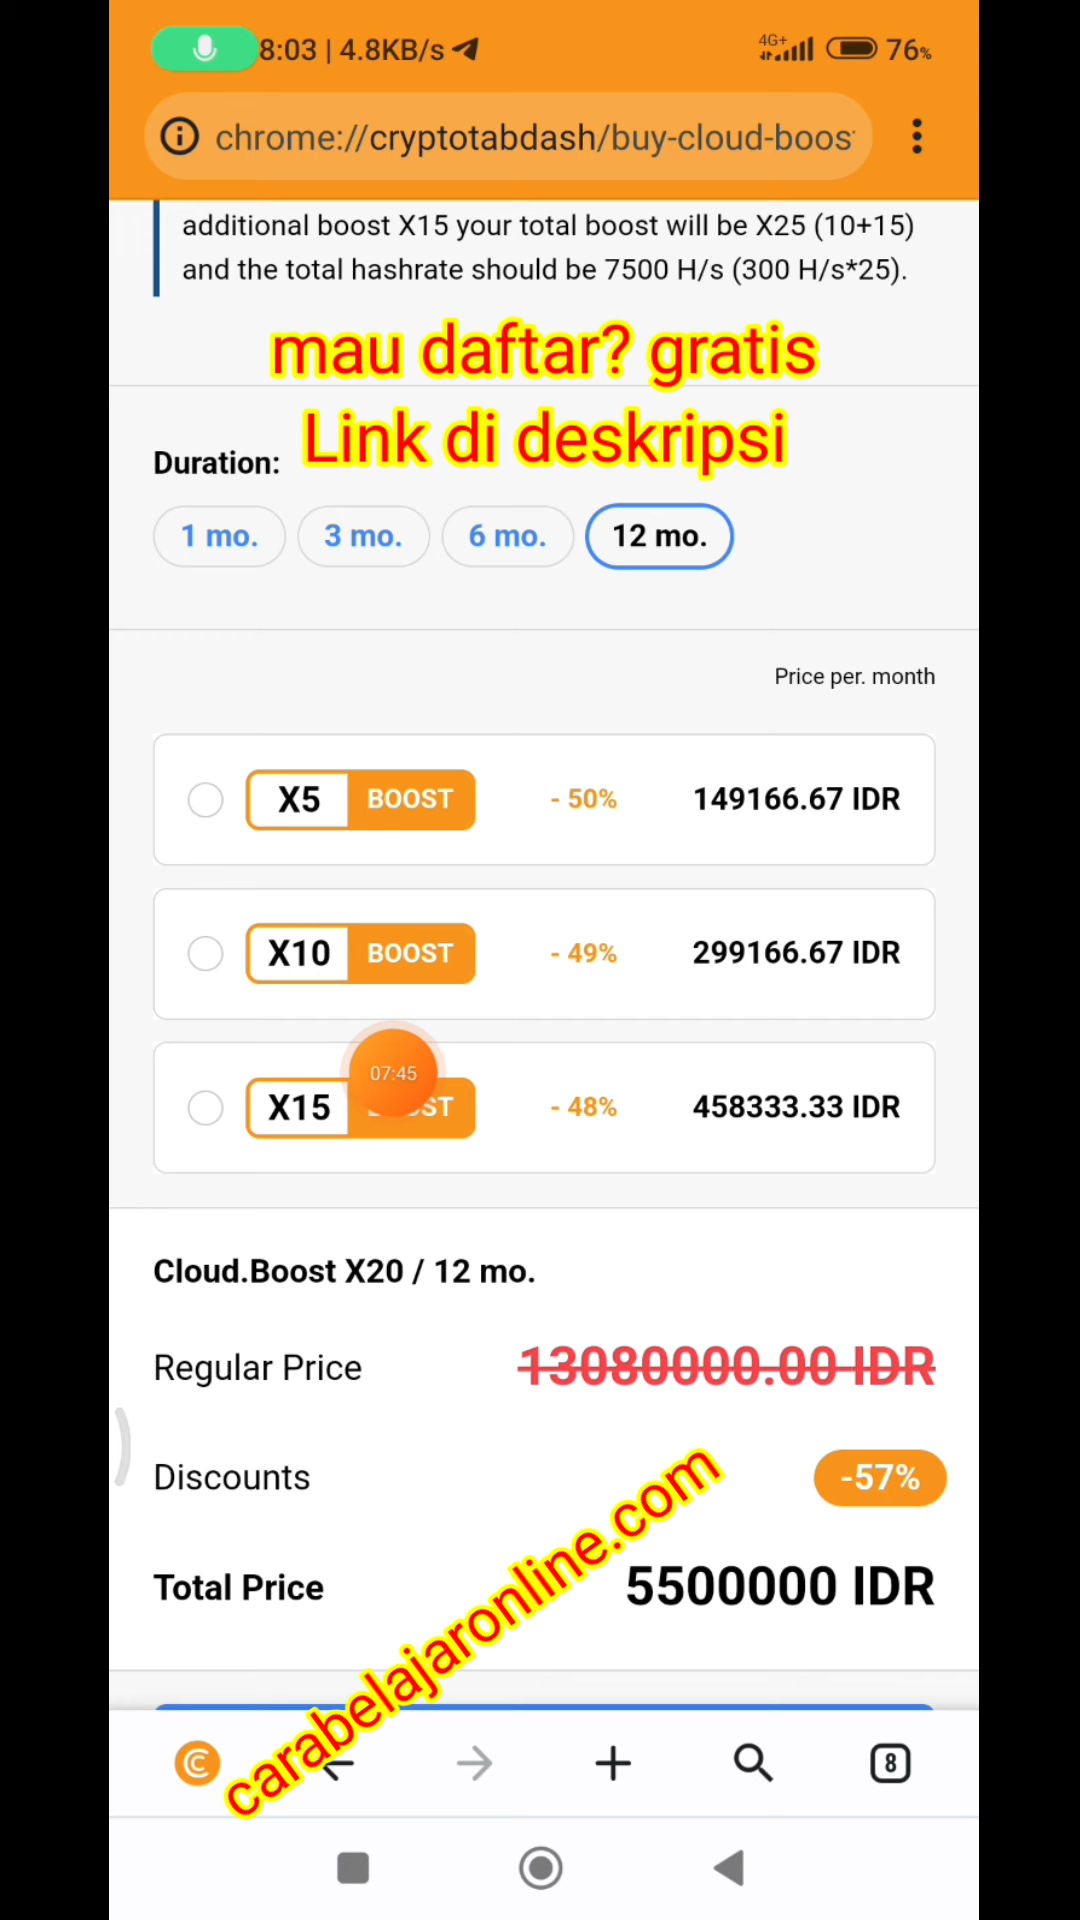 8:03 | 4.8KB/s
4G+
76%
chrome://cryptotabdash/buy-cloud-boos
additional boost X15 your total boost will be X25 (10+15)
and the total hashrate should be 7500 H/s (300 H/s*25).
mau daftar? gratis
Link di deskripsi
Duration:
1 mo. 3 mo. 6 mo. 12 mo.
Price per. month
X5 BOOST - 50% 149166.67 IDR
X10 BOOST - 49% 299166.67 IDR
07:45
X15 - 48% 458333.33 IDR
Cloud.Boost X20 / 12 mo.
Regular Price 13080000.00 IDR
Discounts -57%
Total Price 5500000 IDR
carabelajaronline.com
8